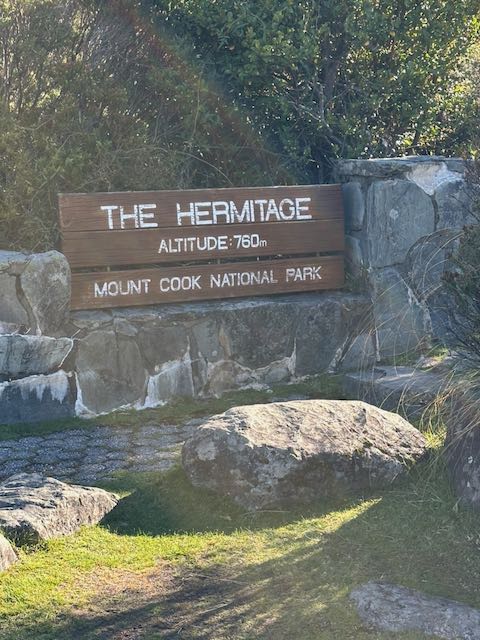 THE HERMITAGE
ALTITUDE: 760m
MOUNT COOK NATIONAL PARK